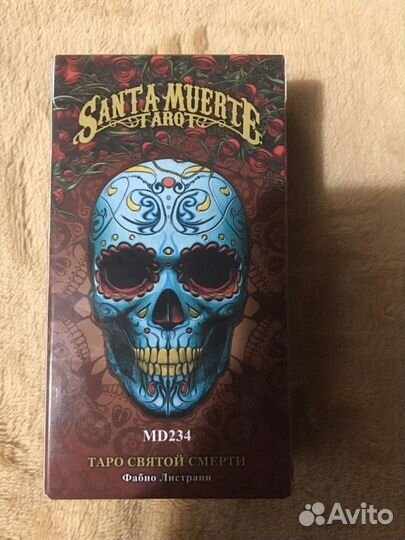 SANTA MUERTE
TAROT
MD234
ТАРО СВЯТОЙ СМЕРТИ
Фабио Листрани
Avito